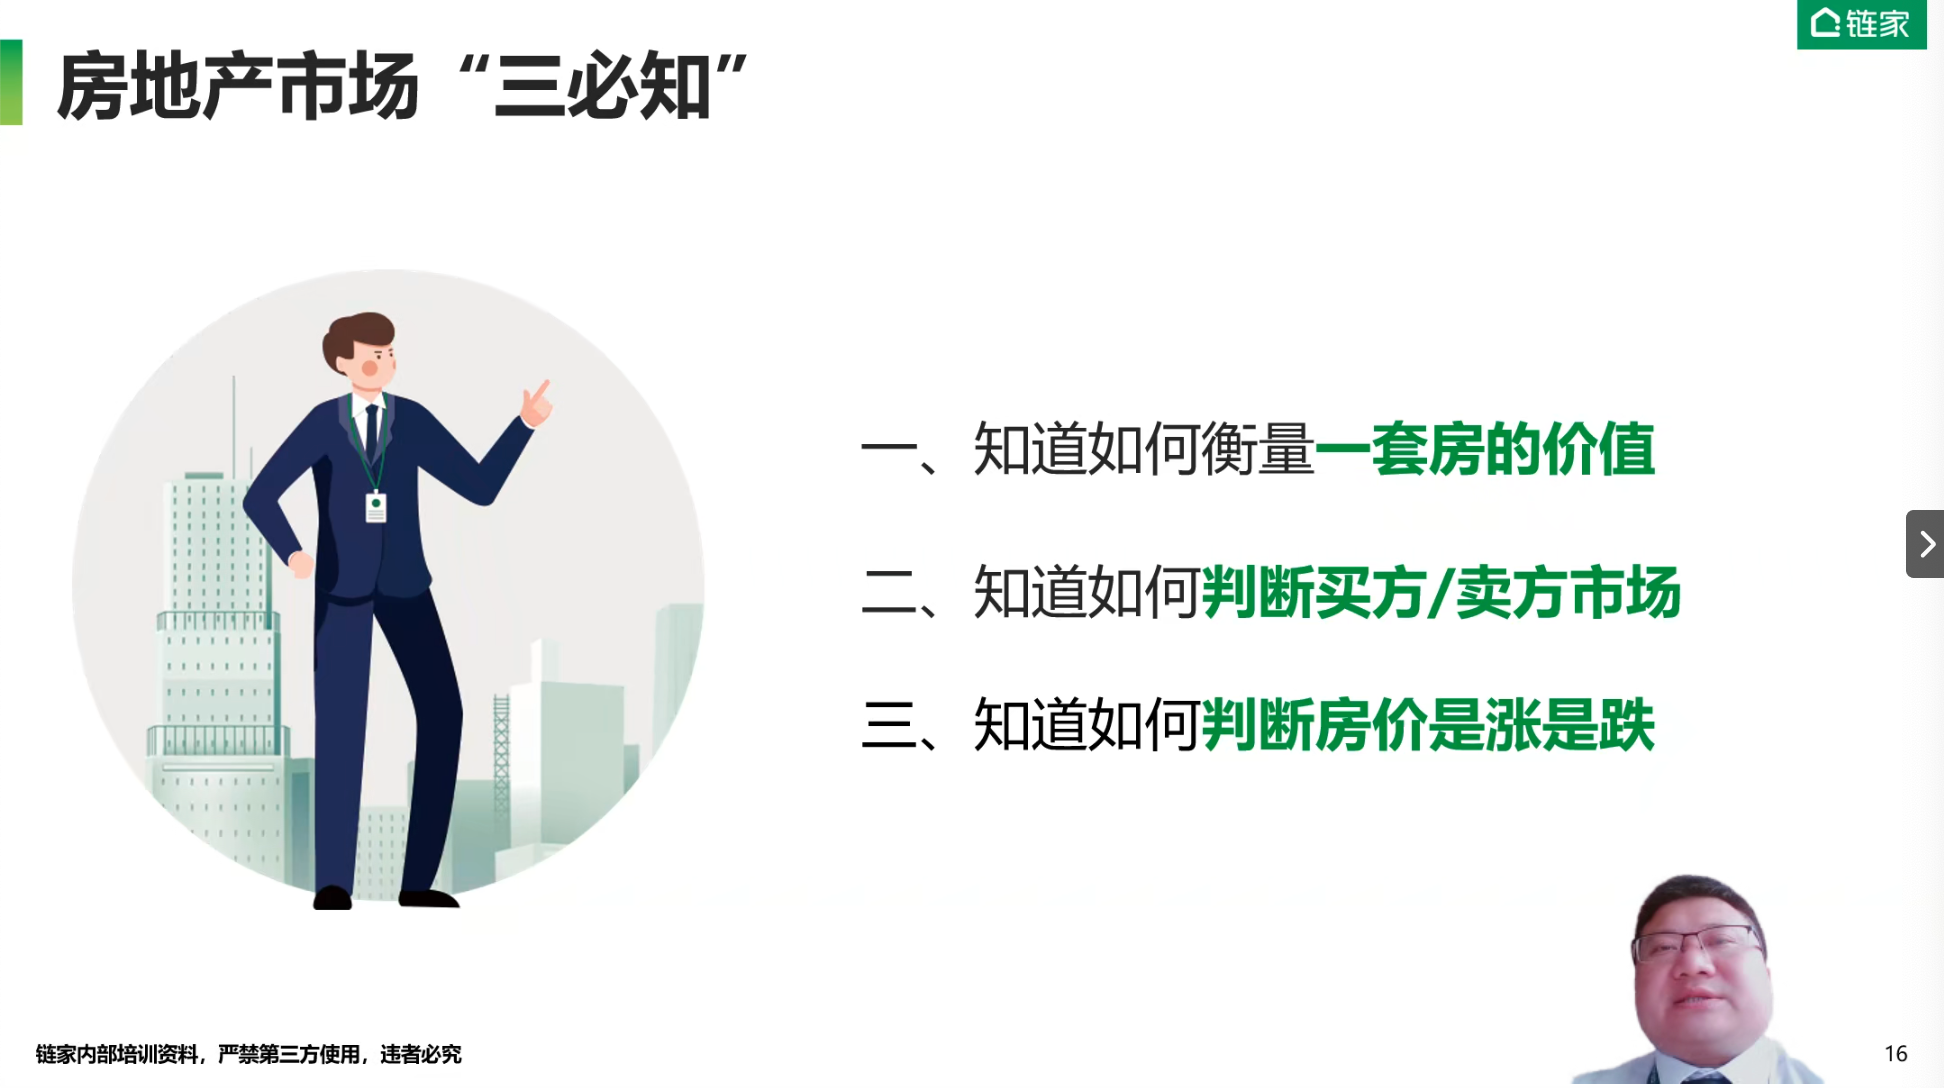 链家
房地产市场“三必知”
一、知道如何衡量一套房的价值
二、知道如何判断买方/卖方市场
三、知道如何判断房价是涨是跌
链家内部培训资料，严禁第三方使用，违者必究
16